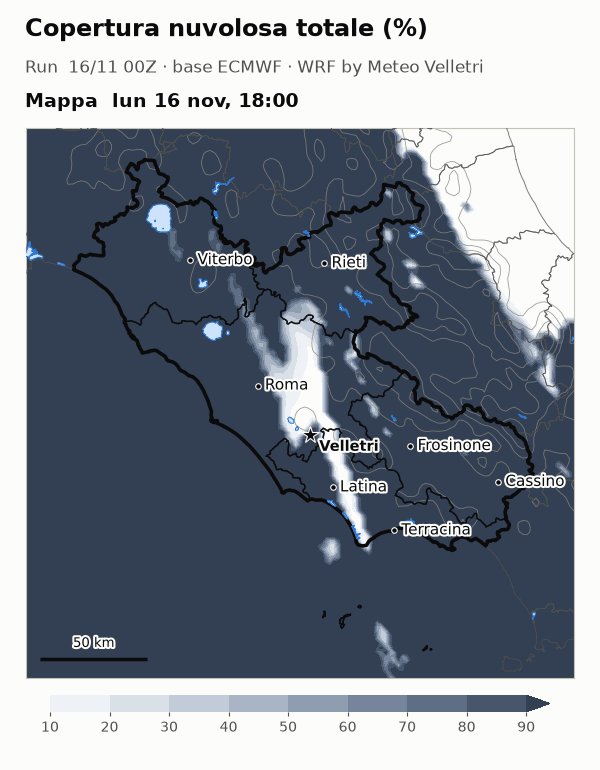 Copertura nuvolosa totale (%)
Run  16/11 00Z · base ECMWF · WRF by Meteo Velletri
Mappa  lun 16 nov, 18:00
Viterbo
Rieti
Roma
Velletri
Frosinone
Latina
Cassino
Terracina
50 km
10 20 30 40 50 60 70 80 90